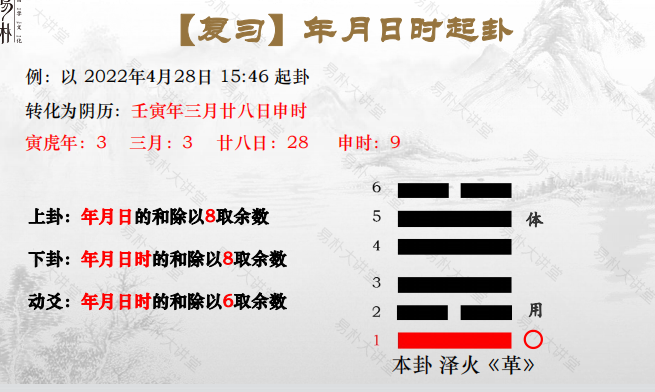 【复习】年月日时起卦
例：以 2022年4月28日 15:46 起卦
转化为阴历：壬寅年三月廿八日申时
寅虎年：3 三月：3 廿八日：28 申时：9
上卦：年月日的和除以8取余数
下卦：年月日时的和除以8取余数
动爻：年月日时的和除以6取余数
6
5 体
4
3
2 用
1
本卦 泽火《革》
易朴大讲堂